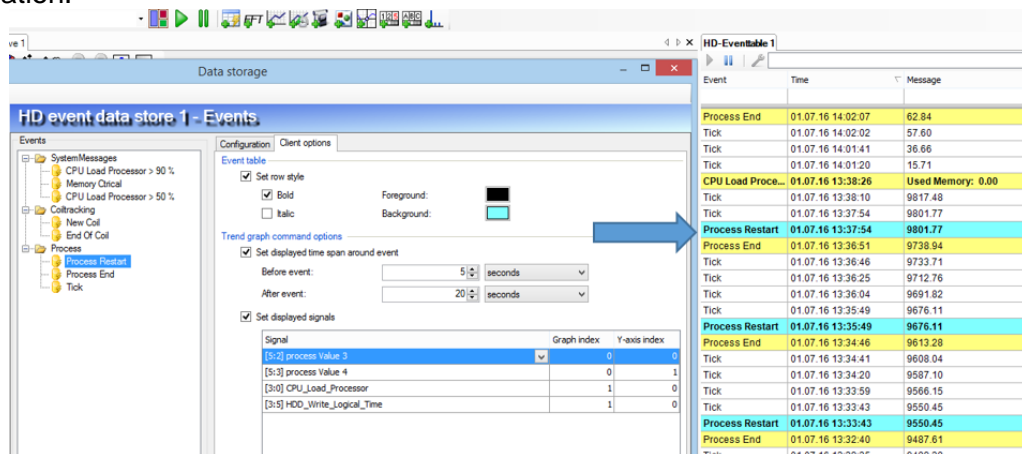 ation.
FFT
ve 1
HD-Eventtable 1
Data storage
HD event data store 1 - Events
Events
SystemMessages
CPU Load Processor > 90 %
Memory Ctrical
CPU Load Processor > 50 %
Coiltracking
New Coil
End Of Coil
Process
Process Restart
Process End
Tick
Configuration Client options
Event table
Set row style
Bold Foreground:
Italic Background:
Trend graph command options
Set displayed time span around event
Before event: 5 seconds
After event: 20 seconds
Set displayed signals
Signal Graph index Y-axis index
[5:2] process Value 3 0 0
[5:3] process Value 4 0 1
[3:0] CPU_Load_Processor 1 0
[3:5] HDD_Write_Logical_Time 1 0
Event Time Message
Process End 01.07.16 14:02:07 62.84
Tick 01.07.16 14:02:02 57.60
Tick 01.07.16 14:01:41 36.66
Tick 01.07.16 14:01:20 15.71
CPU Load Proce... 01.07.16 13:38:26 Used Memory: 0.00
Tick 01.07.16 13:38:10 9817.48
Tick 01.07.16 13:37:54 9801.77
Process Restart 01.07.16 13:37:54 9801.77
Process End 01.07.16 13:36:51 9738.94
Tick 01.07.16 13:36:46 9733.71
Tick 01.07.16 13:36:25 9712.76
Tick 01.07.16 13:36:04 9691.82
Tick 01.07.16 13:35:49 9676.11
Process Restart 01.07.16 13:35:49 9676.11
Process End 01.07.16 13:34:46 9613.28
Tick 01.07.16 13:34:41 9608.04
Tick 01.07.16 13:34:20 9587.10
Tick 01.07.16 13:33:59 9566.15
Tick 01.07.16 13:33:43 9550.45
Process Restart 01.07.16 13:33:43 9550.45
Process End 01.07.16 13:32:40 9487.61